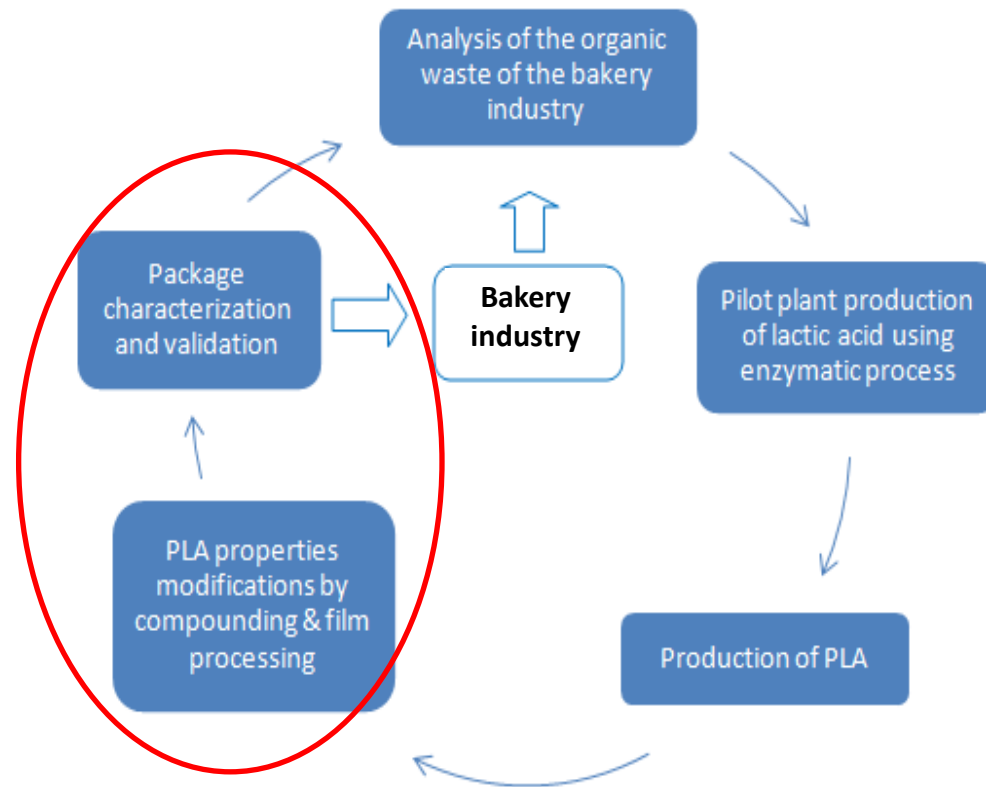 Analysis of the organic
waste of the bakery
industry
Package
characterization
and validation
Bakery
industry
Pilot plant production
of lactic acid using
enzymatic process
PLA properties
modifications by
compounding & film
processing
Production of PLA